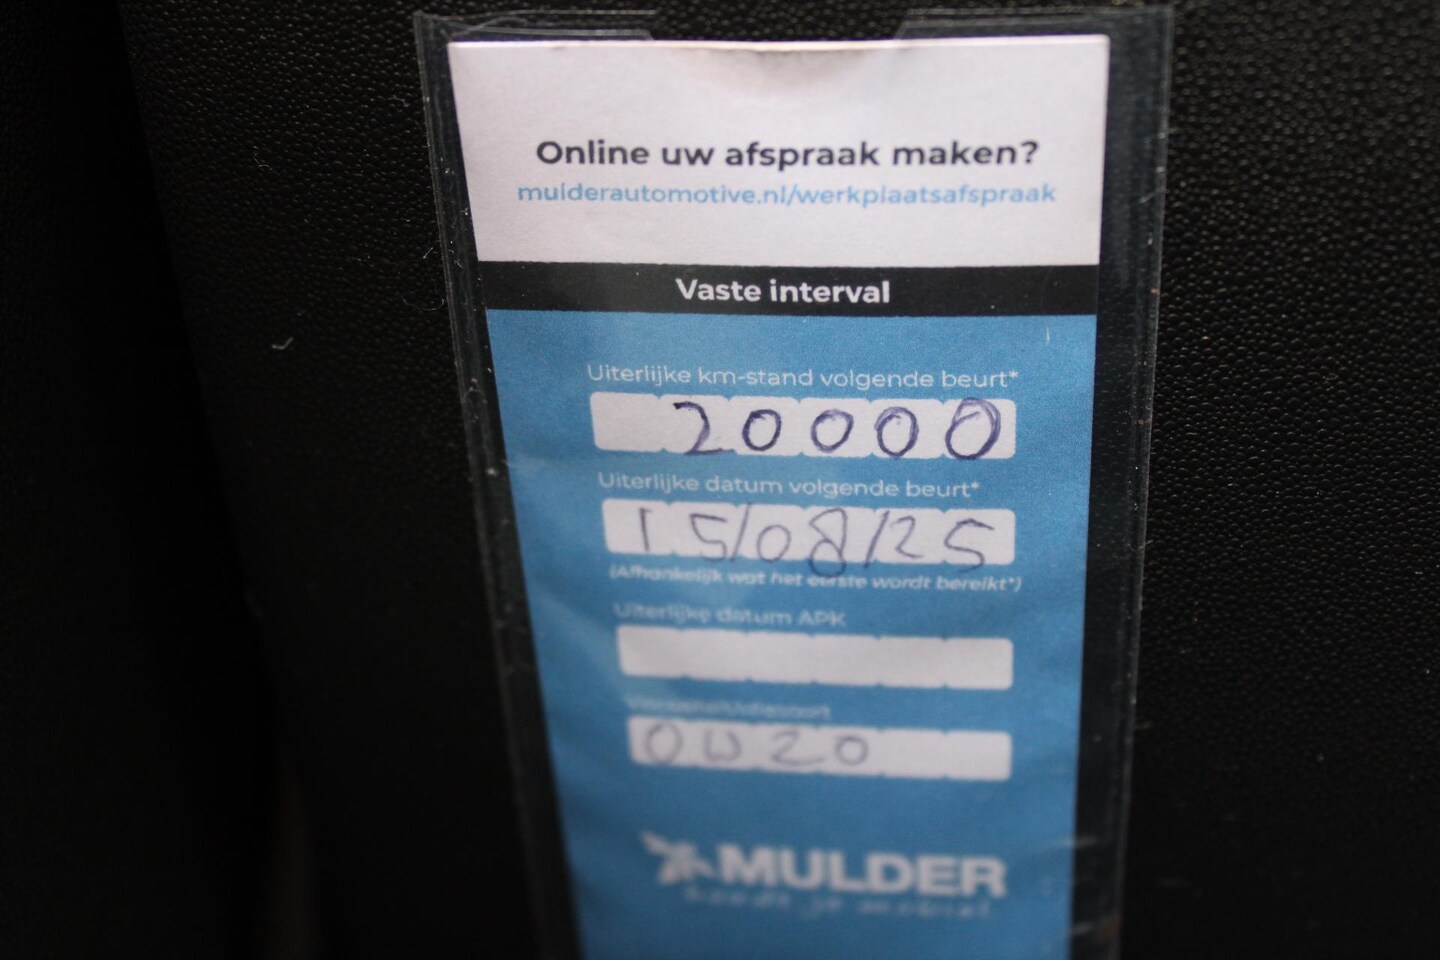 Online uw afspraak maken?
mulderautomotive.nl/werkplaatsafspraak
Vaste interval
Uiterlijke km-stand volgende beurt*
20000
Uiterlijke datum volgende beurt*
15/08/25
(Afhankelijk wat het eerste wordt bereikt*)
Uiterlijke datum APK
0W20
MULDER